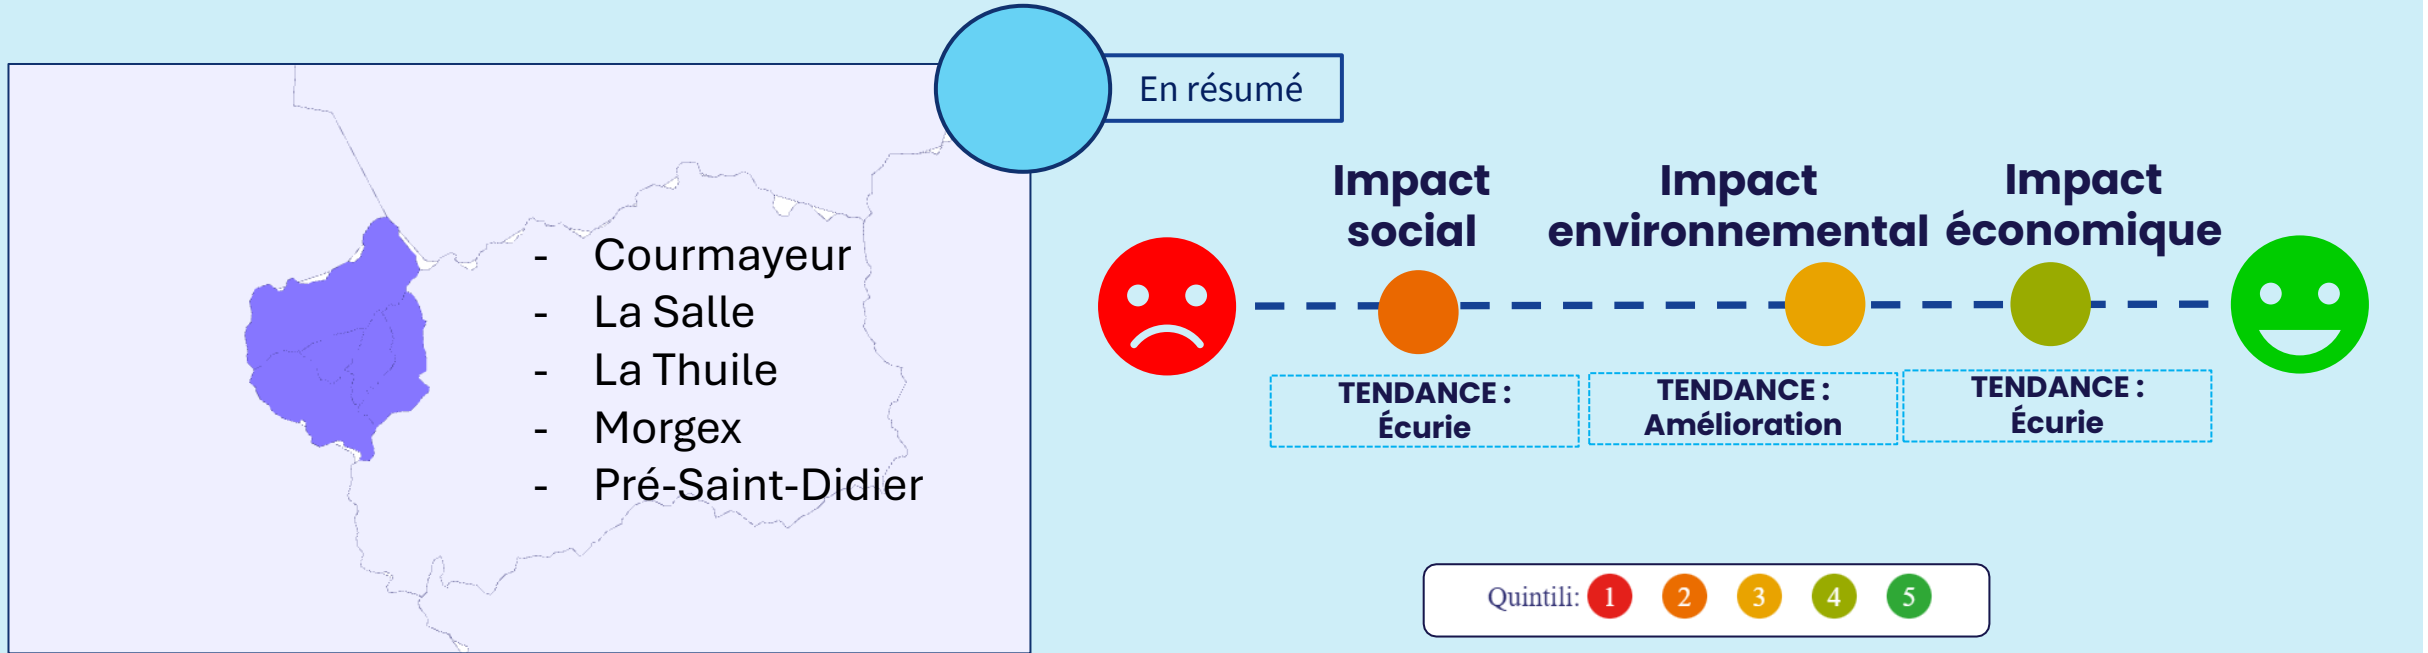 En résumé
- Courmayeur
- La Salle
- La Thuile
- Morgex
- Pré-Saint-Didier
Impact
social
Impact
environnemental
Impact
économique
TENDANCE :
Écurie
TENDANCE :
Amélioration
TENDANCE :
Écurie
Quintili: 1 2 3 4 5